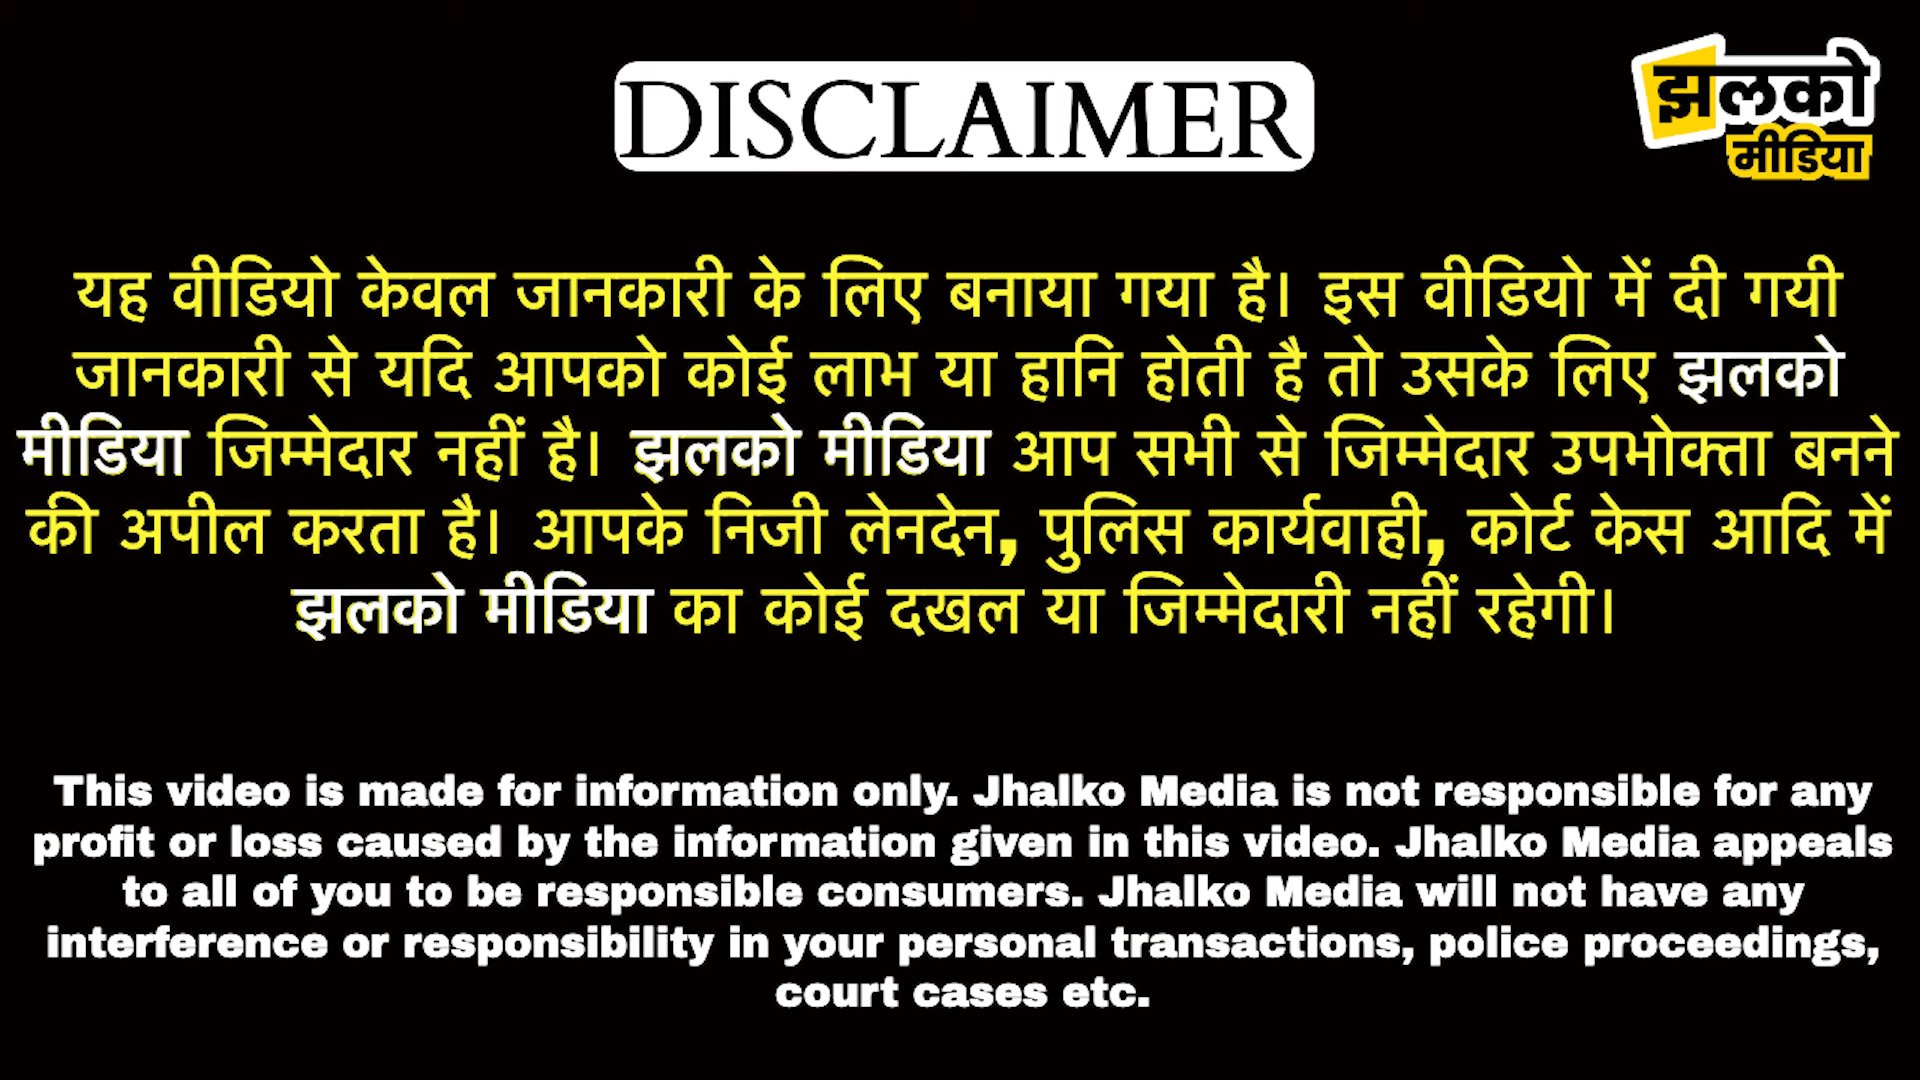 DISCLAIMER
झलको
मीडिया
यह वीडियो केवल जानकारी के लिए बनाया गया है। इस वीडियो में दी गयी
जानकारी से यदि आपको कोई लाभ या हानि होती है तो उसके लिए झलको
मीडिया जिम्मेदार नहीं है। झलको मीडिया आप सभी से जिम्मेदार उपभोक्ता बनने
की अपील करता है। आपके निजी लेनदेन, पुलिस कार्यवाही, कोर्ट केस आदि में
झलको मीडिया का कोई दखल या जिम्मेदारी नहीं रहेगी।
This video is made for information only. Jhalko Media is not responsible for any
profit or loss caused by the information given in this video. Jhalko Media appeals
to all of you to be responsible consumers. Jhalko Media will not have any
interference or responsibility in your personal transactions, police proceedings,
court cases etc.